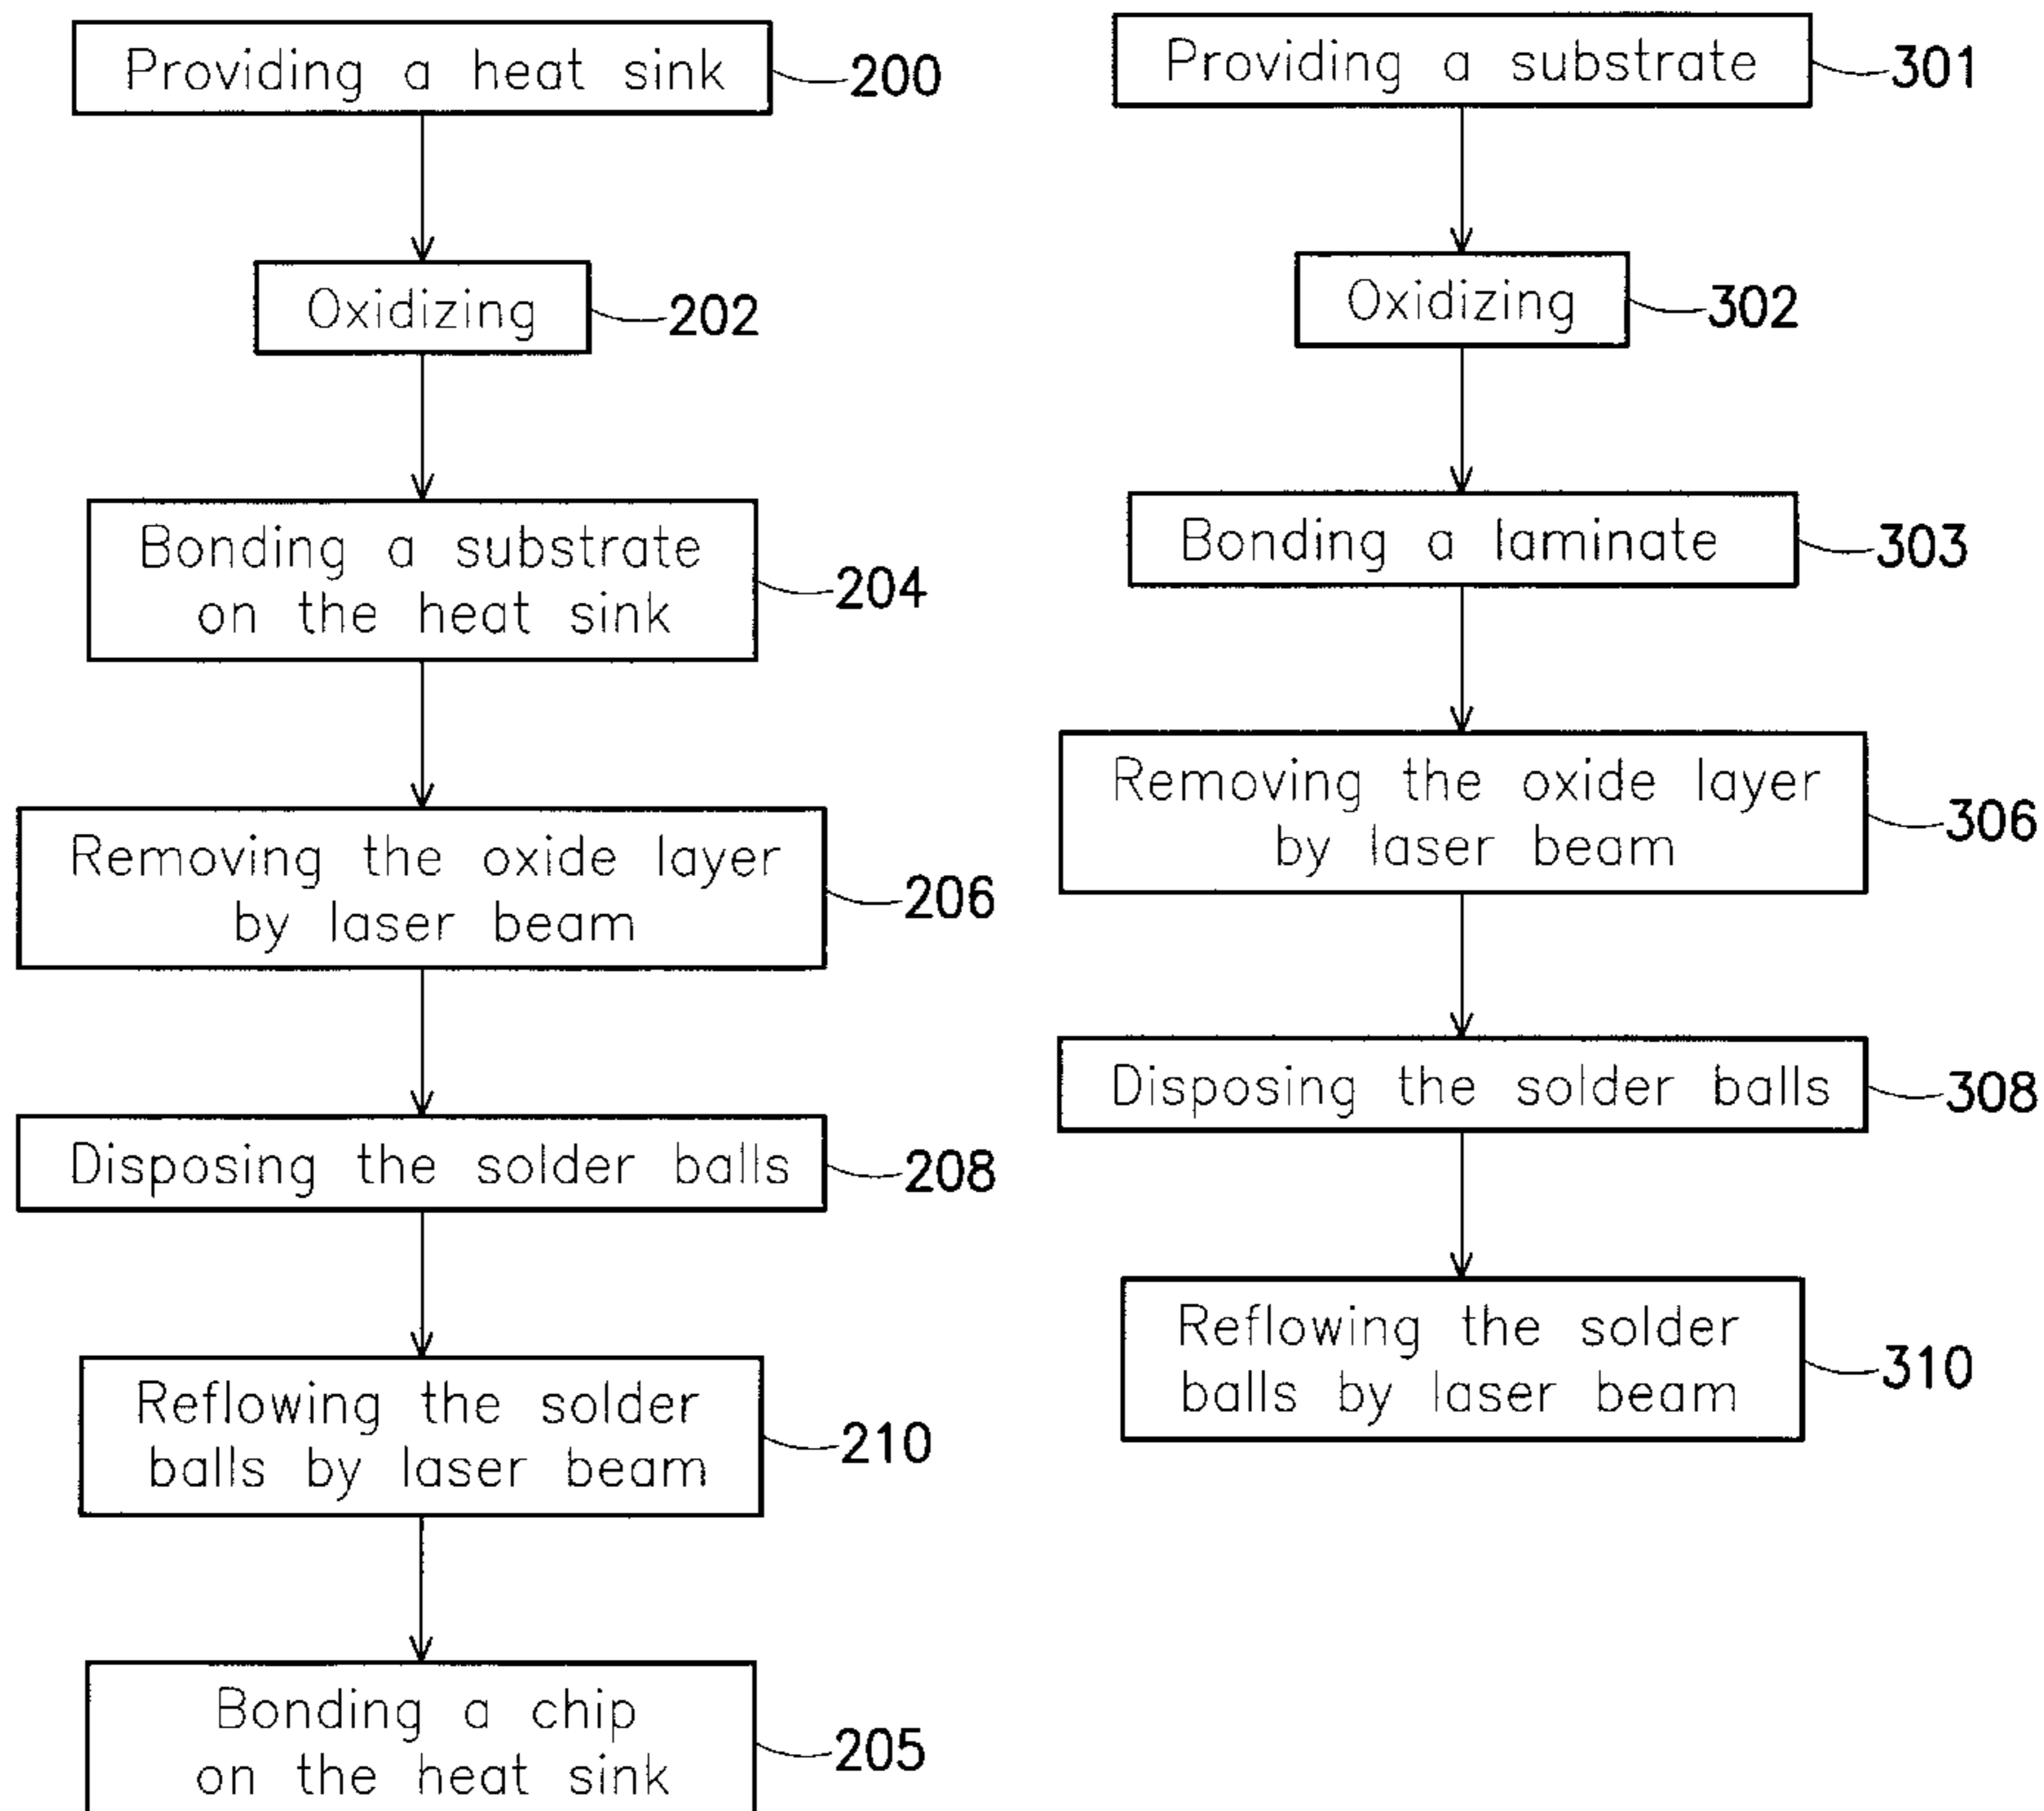 Providing a heat sink
200
Oxidizing
202
Bonding a substrate
on the heat sink
204
Removing the oxide layer
by laser beam
206
Disposing the solder balls
208
Reflowing the solder
balls by laser beam
210
Bonding a chip
on the heat sink
205
Providing a substrate
301
Oxidizing
302
Bonding a laminate
303
Removing the oxide layer
by laser beam
306
Disposing the solder balls
308
Reflowing the solder
balls by laser beam
310